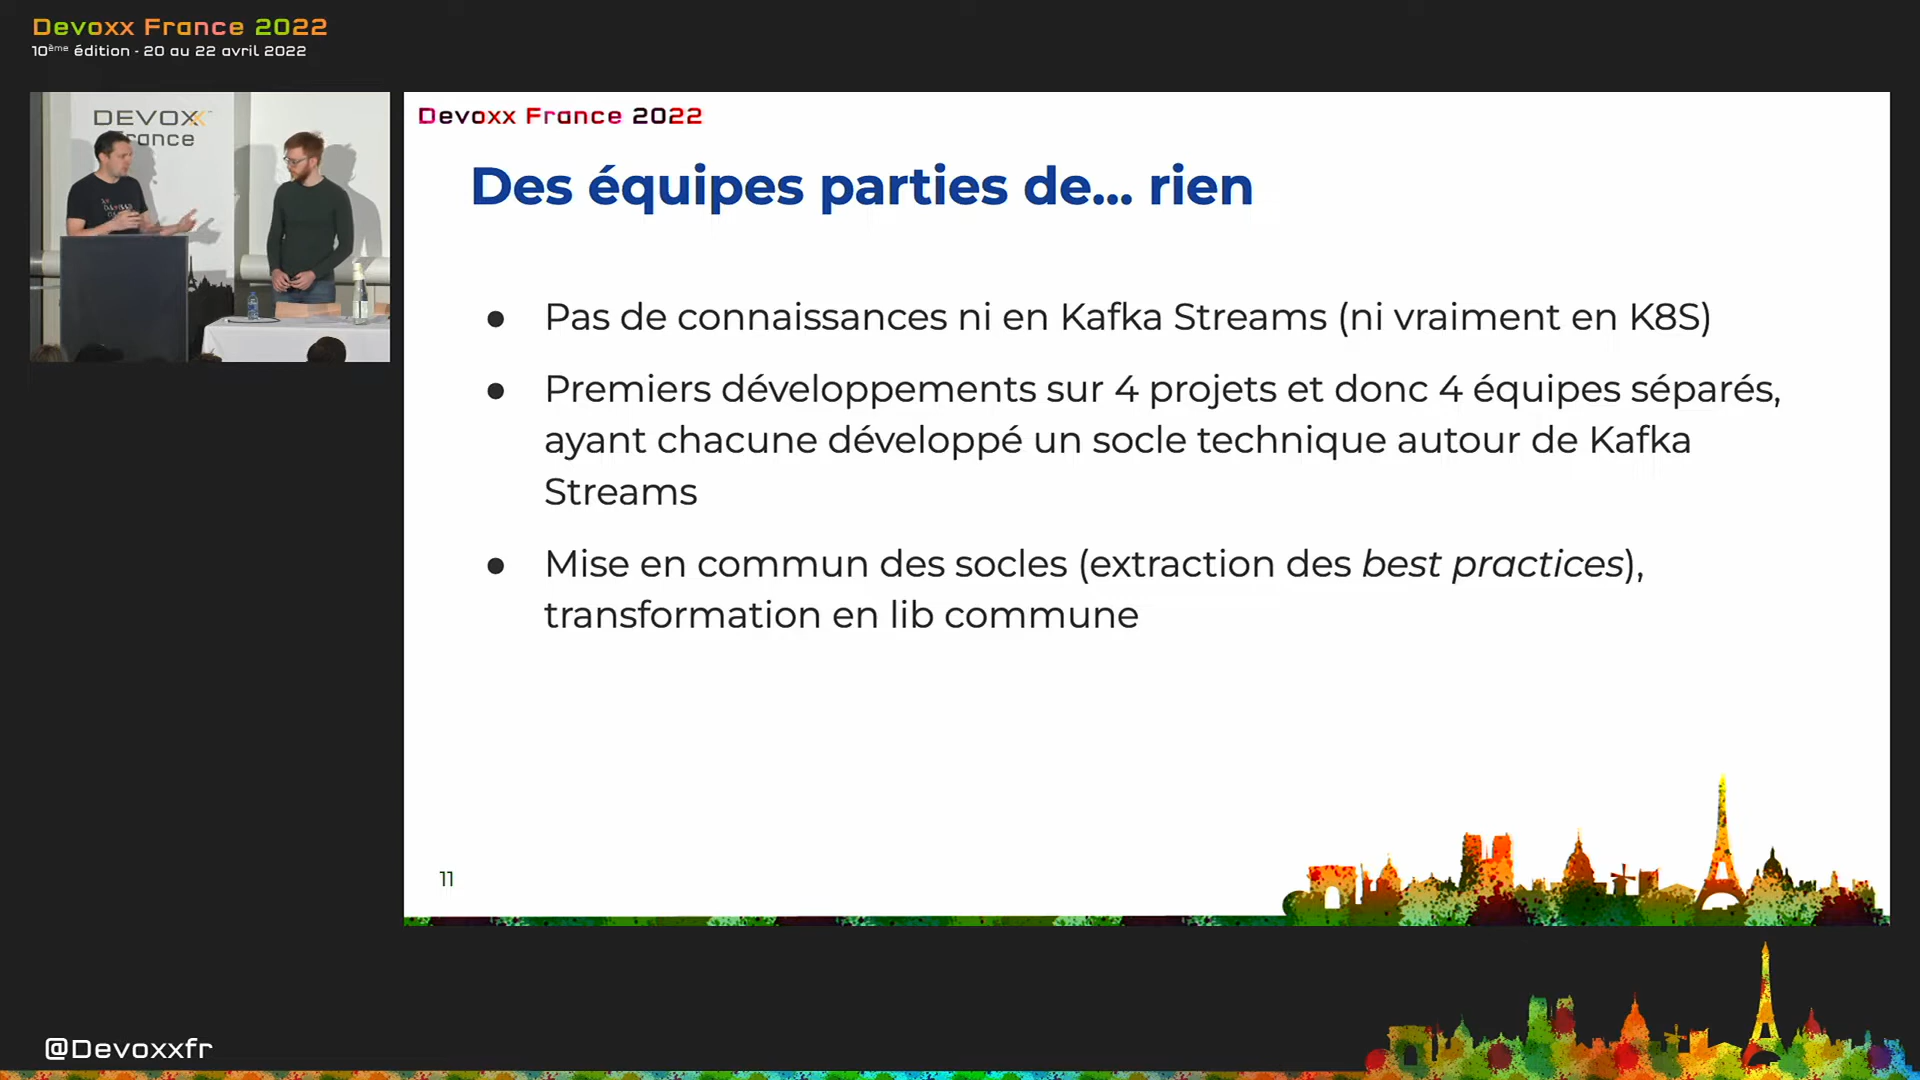 Devoxx France 2022
10ème édition - 20 au 22 avril 2022
DEVOXX
France
Devoxx France 2022
Des équipes parties de... rien
● Pas de connaissances ni en Kafka Streams (ni vraiment en K8S)
● Premiers développements sur 4 projets et donc 4 équipes séparés,
ayant chacune développé un socle technique autour de Kafka
Streams
● Mise en commun des socles (extraction des best practices),
transformation en lib commune
11
@Devoxxfr